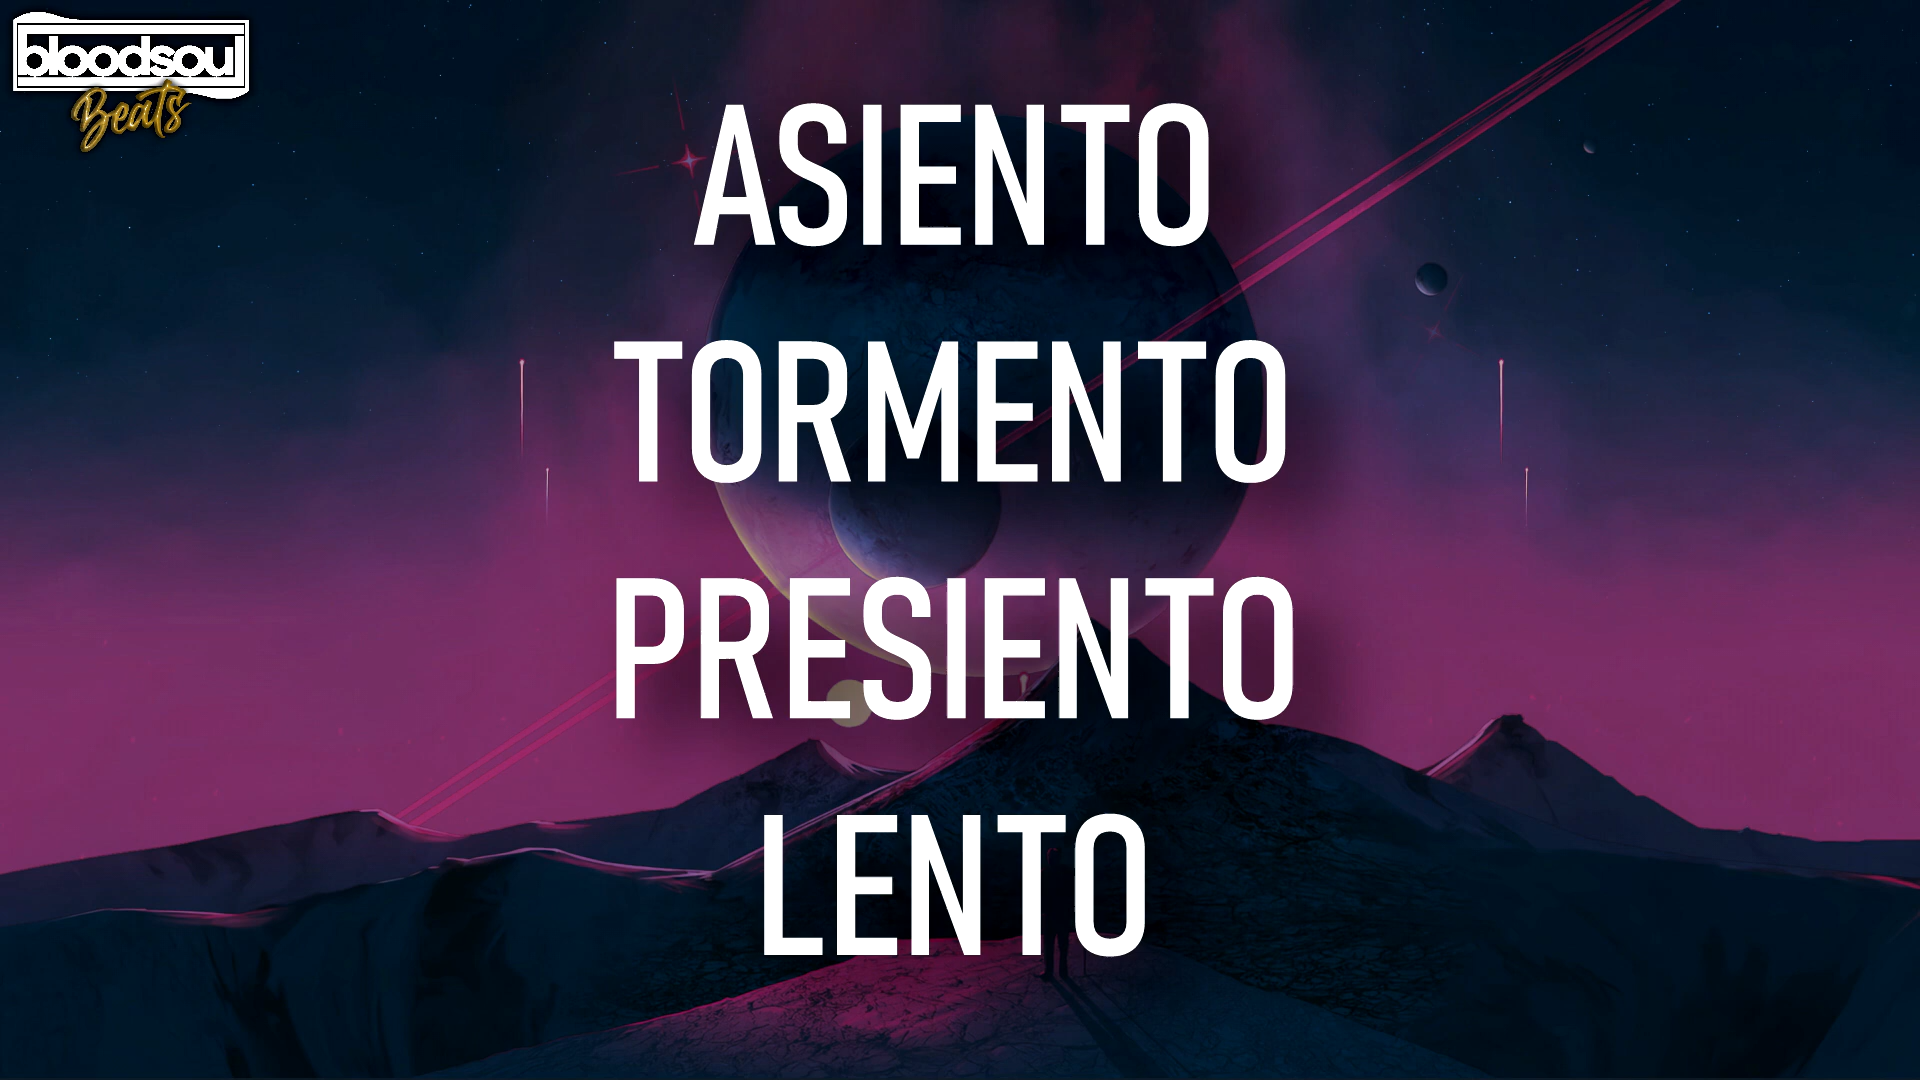 bloodsoul
Beats
ASIENTO
TORMENTO
PRESIENTO
LENTO